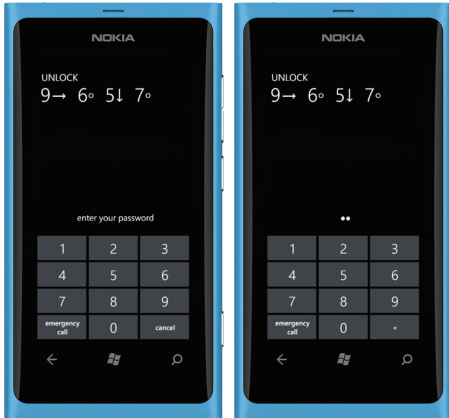 NOKIA
UNLOCK
9→ 6○ 5↓ 7○
enter your password
1 2 3
4 5 6
7 8 9
emergency call 0 cancel
NOKIA
UNLOCK
9→ 6○ 5↓ 7○
••
1 2 3
4 5 6
7 8 9
emergency call 0 *